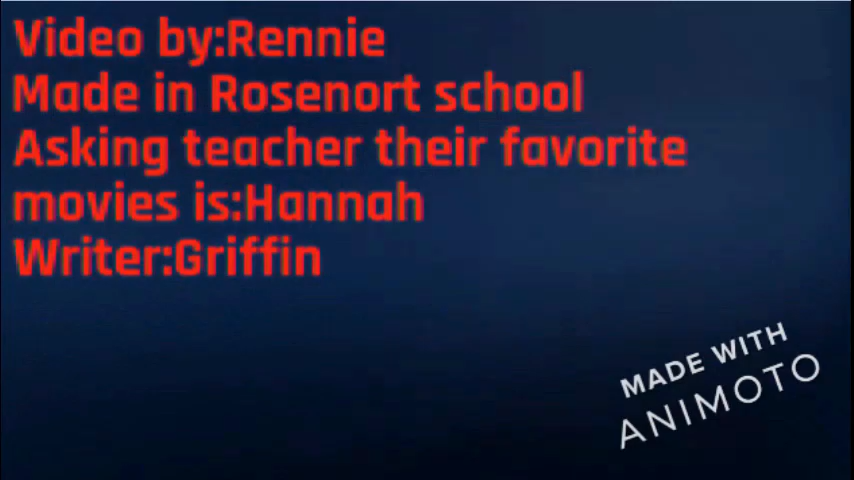 Video by:Rennie
Made in Rosenort school
Asking teacher their favorite
movies is:Hannah
Writer:Griffin
MADE WITH
ANIMOTO